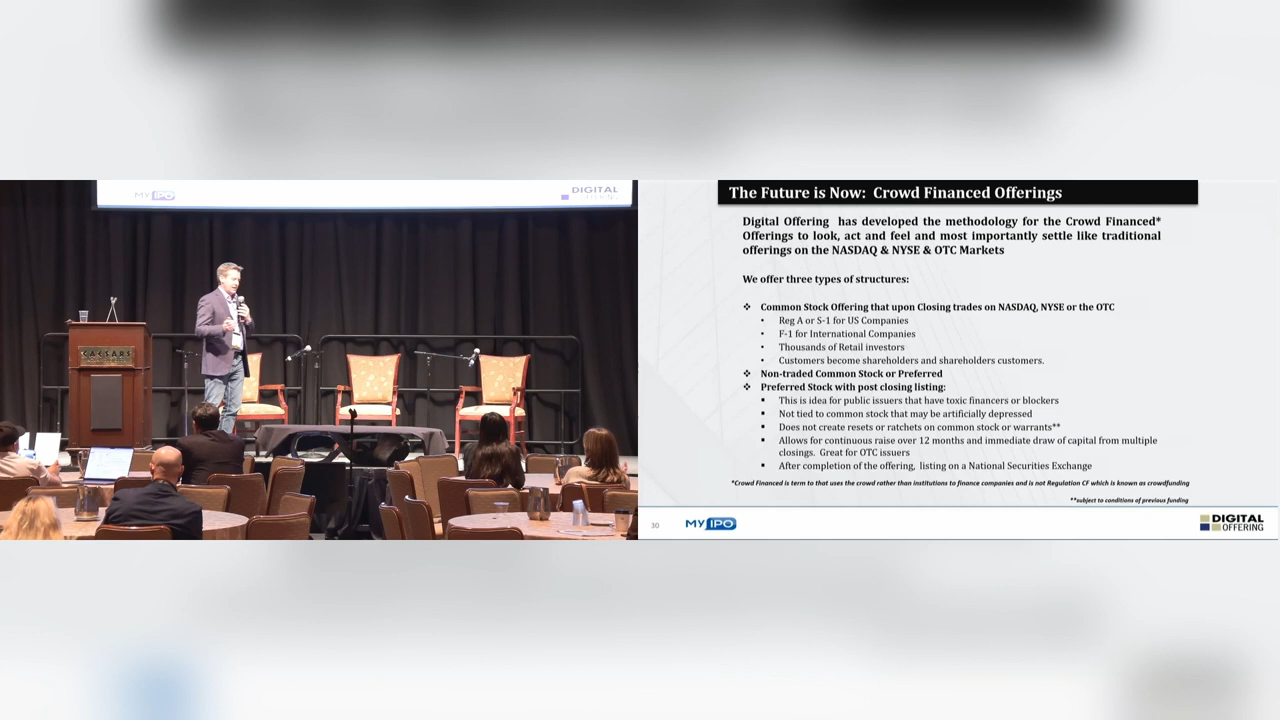 MY IPO
DIGITAL
CAESARS
The Future is Now: Crowd Financed Offerings
Digital Offering has developed the methodology for the Crowd Financed*
Offerings to look, act and feel and most importantly settle like traditional
offerings on the NASDAQ & NYSE & OTC Markets
We offer three types of structures:
❖ Common Stock Offering that upon Closing trades on NASDAQ, NYSE or the OTC
• Reg A or S-1 for US Companies
• F-1 for International Companies
• Thousands of Retail investors
• Customers become shareholders and shareholders customers.
❖ Non-traded Common Stock or Preferred
❖ Preferred Stock with post closing listing:
▪ This is idea for public issuers that have toxic financers or blockers
▪ Not tied to common stock that may be artificially depressed
▪ Does not create resets or ratchets on common stock or warrants**
▪ Allows for continuous raise over 12 months and immediate draw of capital from multiple
closings. Great for OTC issuers
▪ After completion of the offering, listing on a National Securities Exchange
*Crowd Financed is term to that uses the crowd rather than institutions to finance companies and is not Regulation CF which is known as crowdfunding
**subject to conditions of previous funding
30
MY IPO
DIGITAL
OFFERING